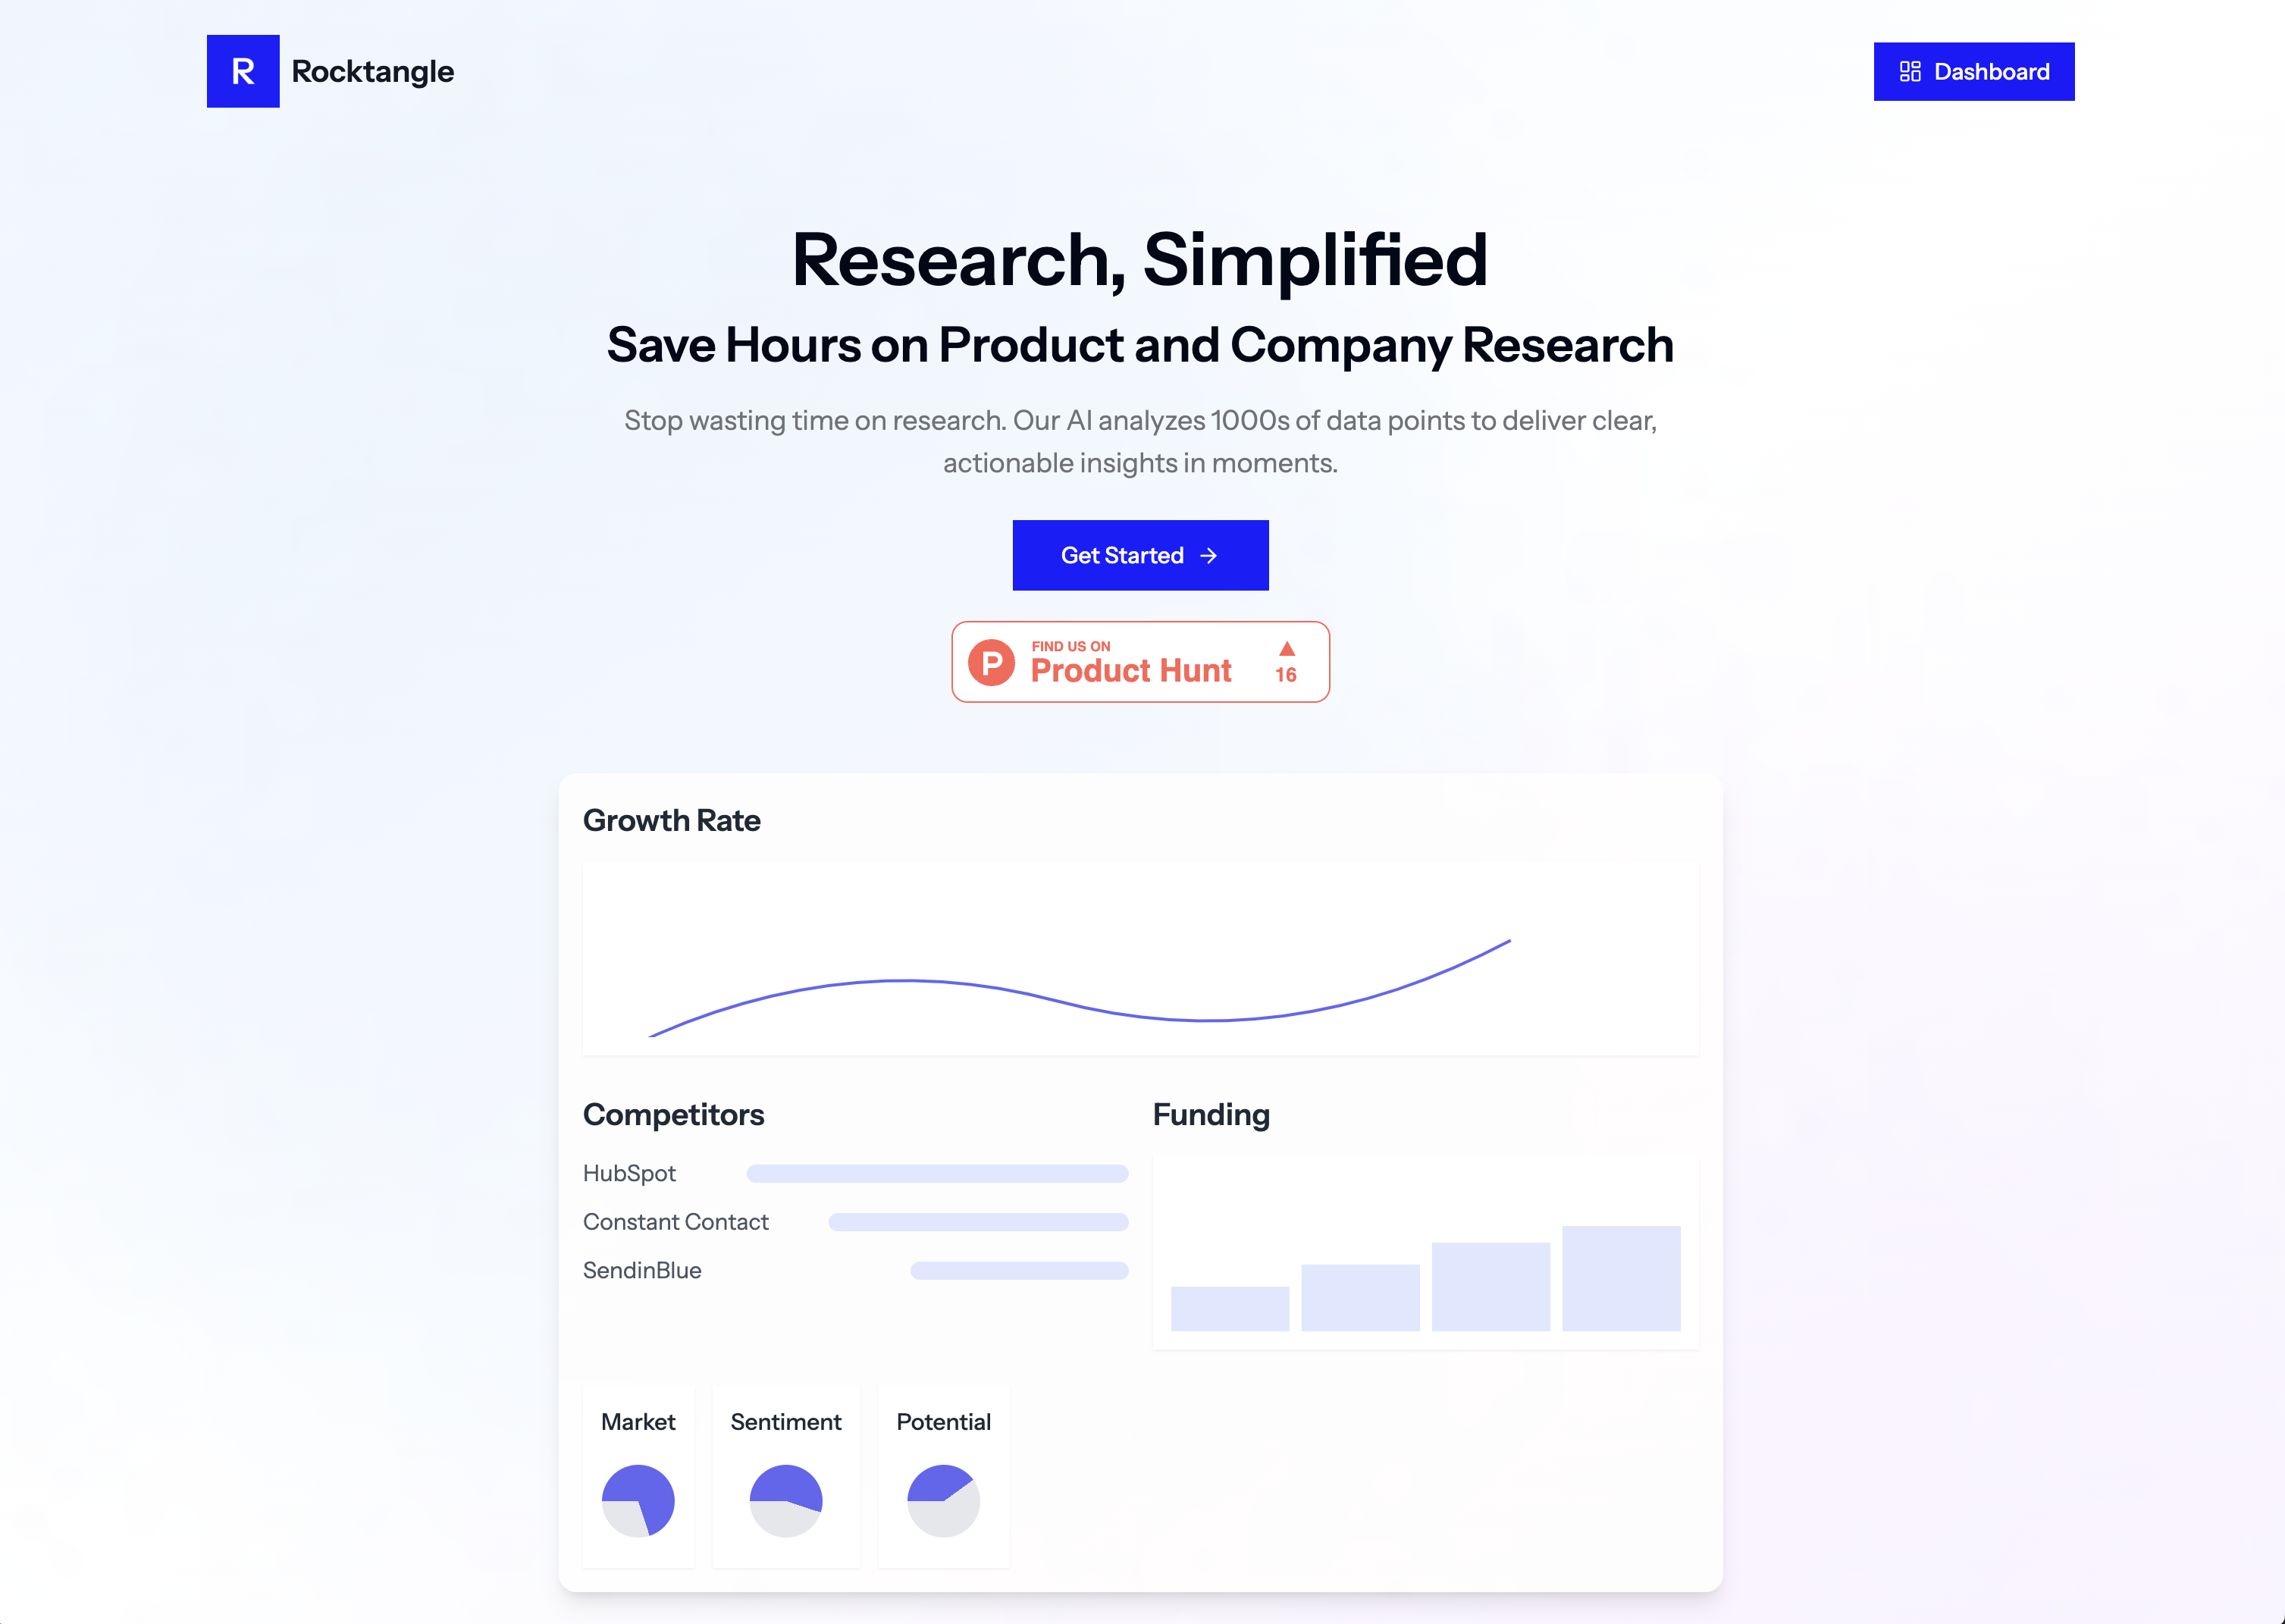 R
Rocktangle
Dashboard
Research, Simplified
Save Hours on Product and Company Research
Stop wasting time on research. Our AI analyzes 1000s of data points to deliver clear,
actionable insights in moments.
Get Started →
P
FIND US ON
Product Hunt
▲
16
Growth Rate
Competitors
HubSpot
Constant Contact
SendinBlue
Funding
Market
Sentiment
Potential